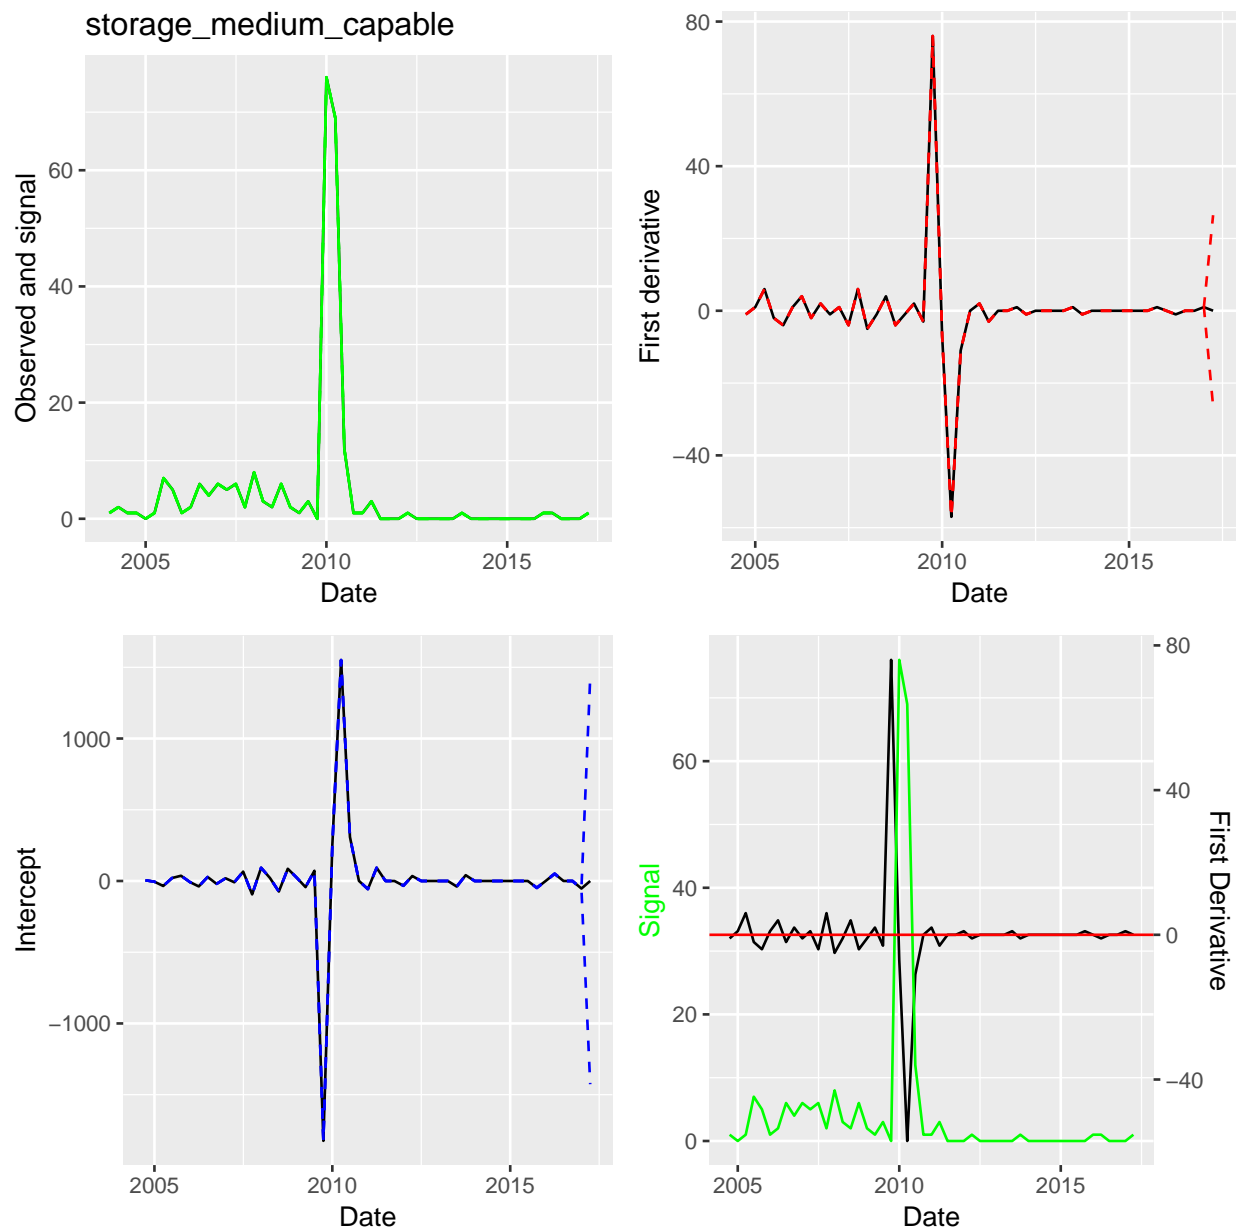 storage_medium_capable
Observed and signal
60
40
20
0
2005 2010 2015
Date
First derivative
80
40
0
−40
2005 2010 2015
Date
Intercept
1000
0
−1000
2005 2010 2015
Date
Signal
60
40
20
0
80
40
0
−40
First Derivative
2005 2010 2015
Date